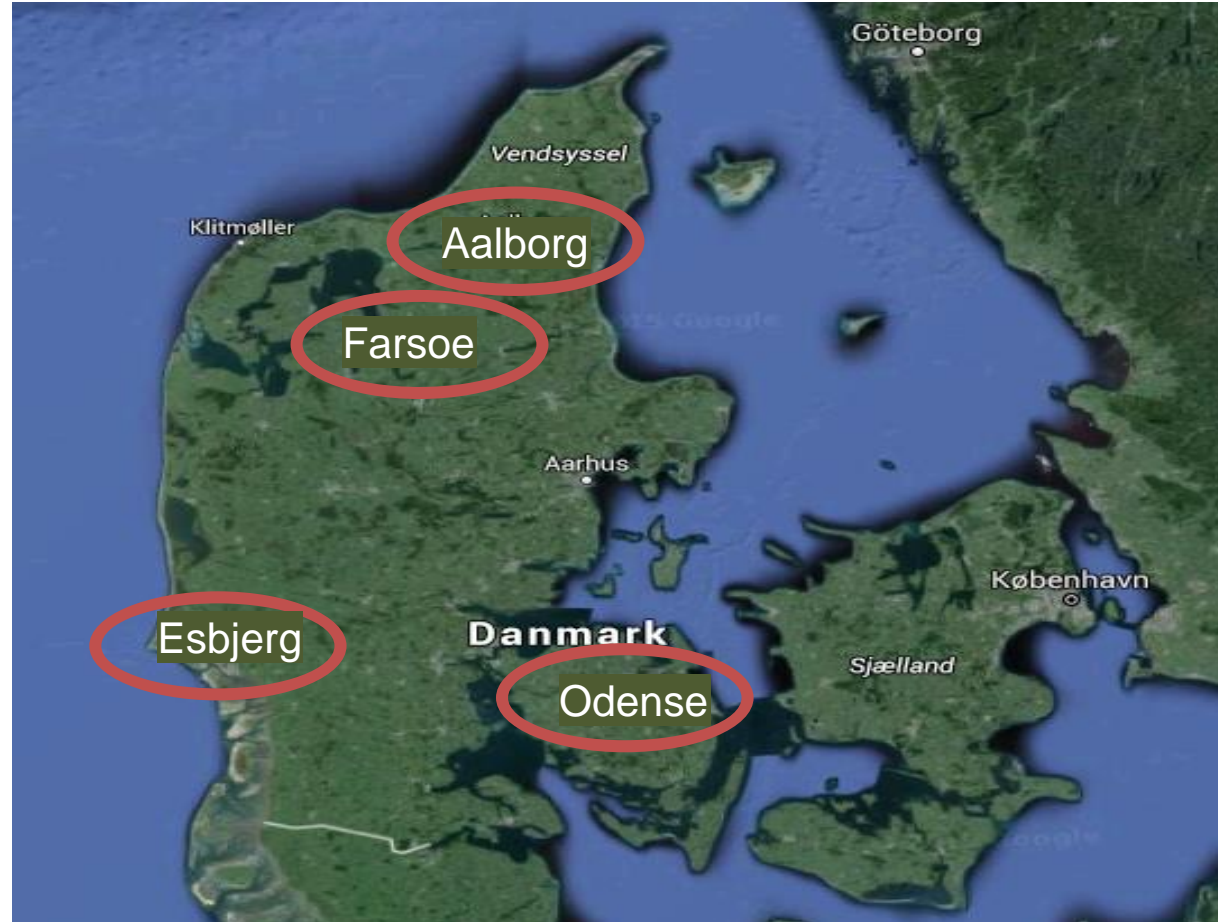 Göteborg
Vendsyssel
Klitmøller
Aalborg
Farsoe
Aarhus
København
Esbjerg
Danmark
Sjælland
Odense